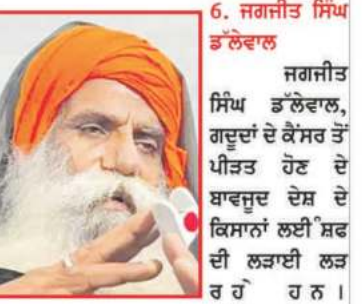 6. ਜਗਜੀਤ ਸਿੰਘ
ਡੱਲੇਵਾਲ
ਜਗਜੀਤ
ਸਿੰਘ ਡੱਲੇਵਾਲ,
ਗਦੂਦਾਂ ਦੇ ਕੈਂਸਰ ਤੋਂ
ਪੀੜਤ ਹੋਣ ਦੇ
ਬਾਵਜੂਦ ਦੇਸ਼ ਦੇ
ਕਿਸਾਨਾਂ ਲਈ ਸ਼ਫ
ਦੀ ਲੜਾਈ ਲੜ
ਰਹੇ ਹਨ।